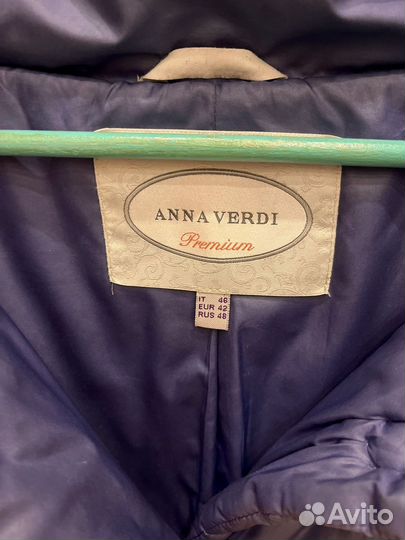 ANNA VERDI
Premium
IT 46
EUR 42
RUS 48
Avito